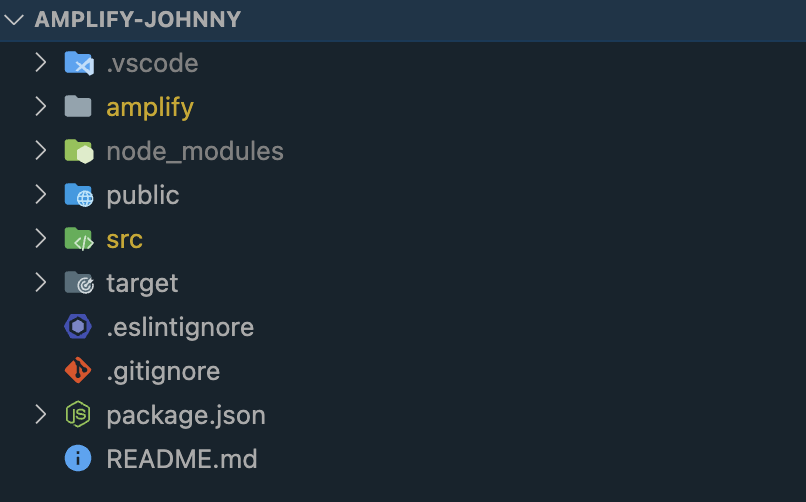 AMPLIFY-JOHNNY
.vscode
amplify
node_modules
public
src
target
.eslintignore
.gitignore
package.json
README.md